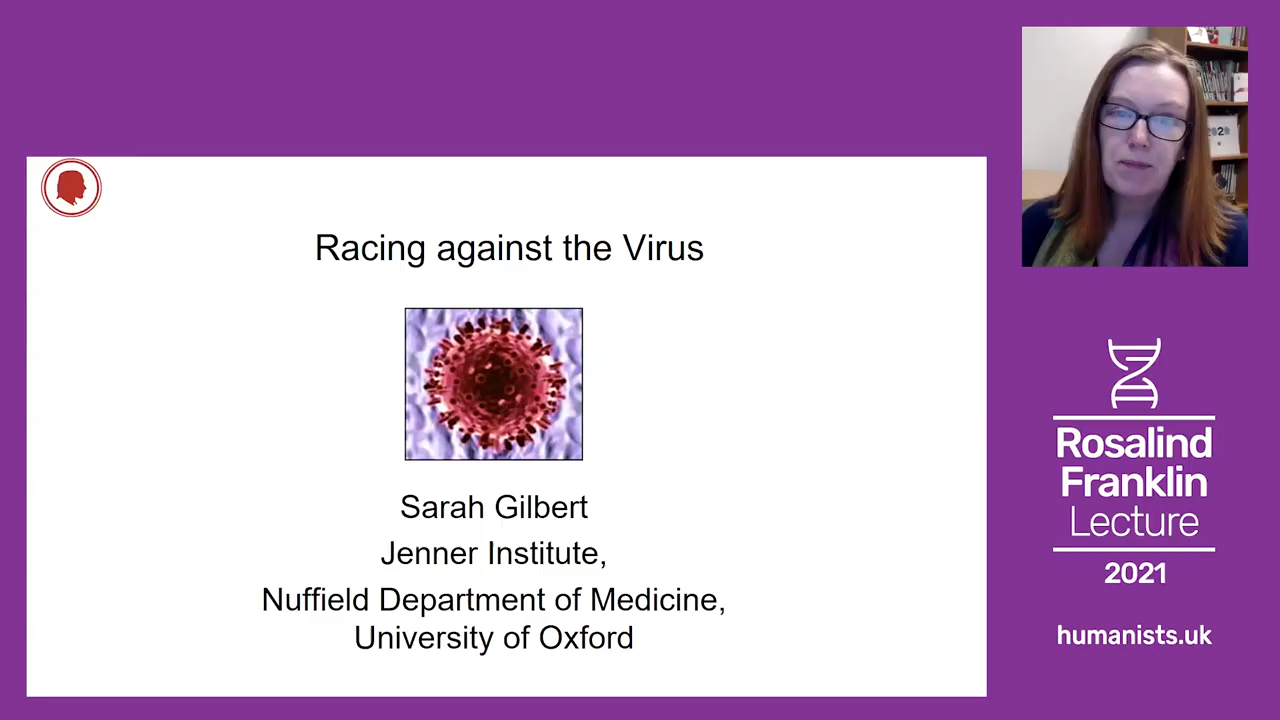 Racing against the Virus
Sarah Gilbert
Jenner Institute,
Nuffield Department of Medicine,
University of Oxford
2020
Rosalind
Franklin
Lecture
2021
humanists.uk